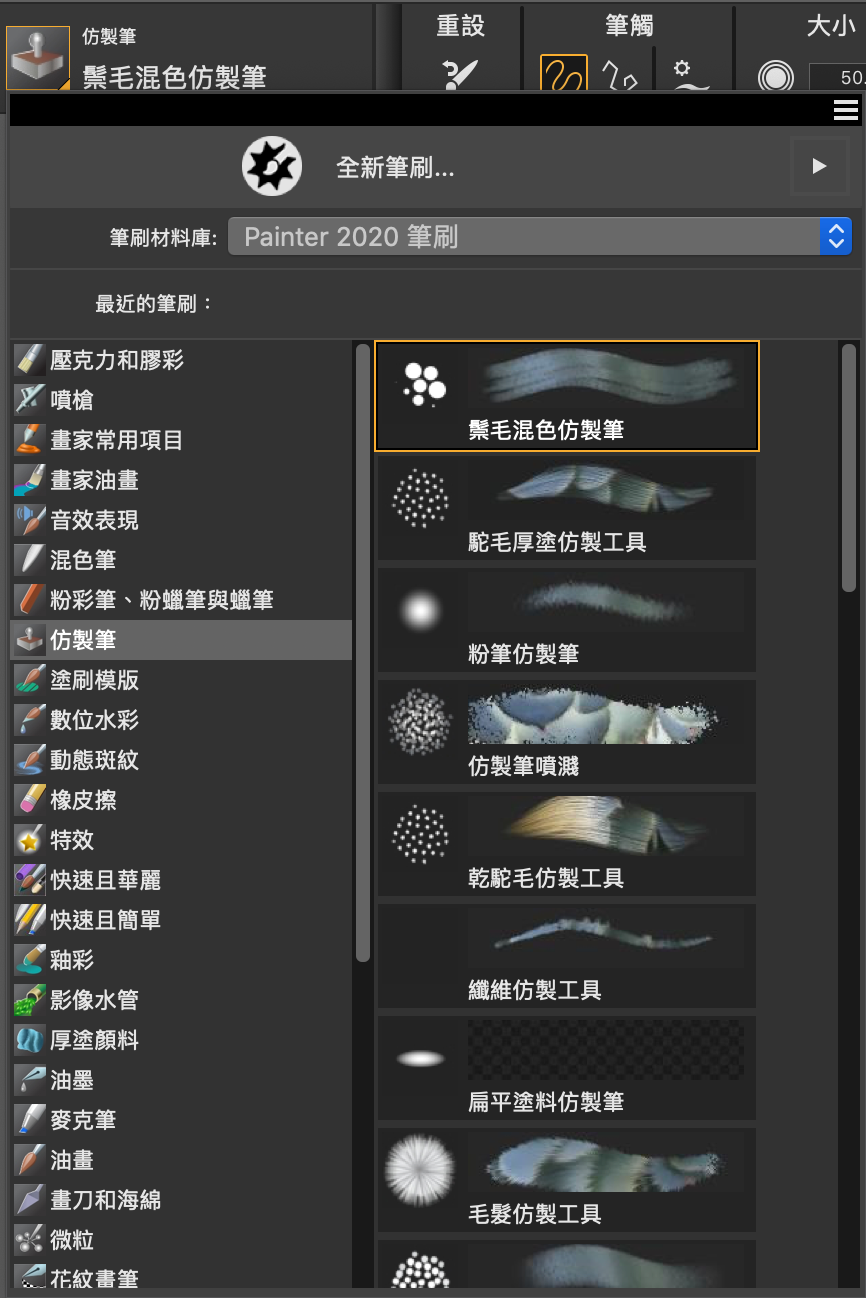 仿製筆
鬃毛混色仿製筆
重設
筆觸
大小
50.
全新筆刷...
筆刷材料庫:
Painter 2020 筆刷
最近的筆刷：
壓克力和膠彩
噴槍
畫家常用項目
畫家油畫
音效表現
混色筆
粉彩筆、粉蠟筆與蠟筆
仿製筆
塗刷模版
數位水彩
動態斑紋
橡皮擦
特效
快速且華麗
快速且簡單
釉彩
影像水管
厚塗顏料
油墨
麥克筆
油畫
畫刀和海綿
微粒
花紋畫筆
鬃毛混色仿製筆
駝毛厚塗仿製工具
粉筆仿製筆
仿製筆噴濺
乾駝毛仿製工具
纖維仿製工具
扁平塗料仿製筆
毛髮仿製工具